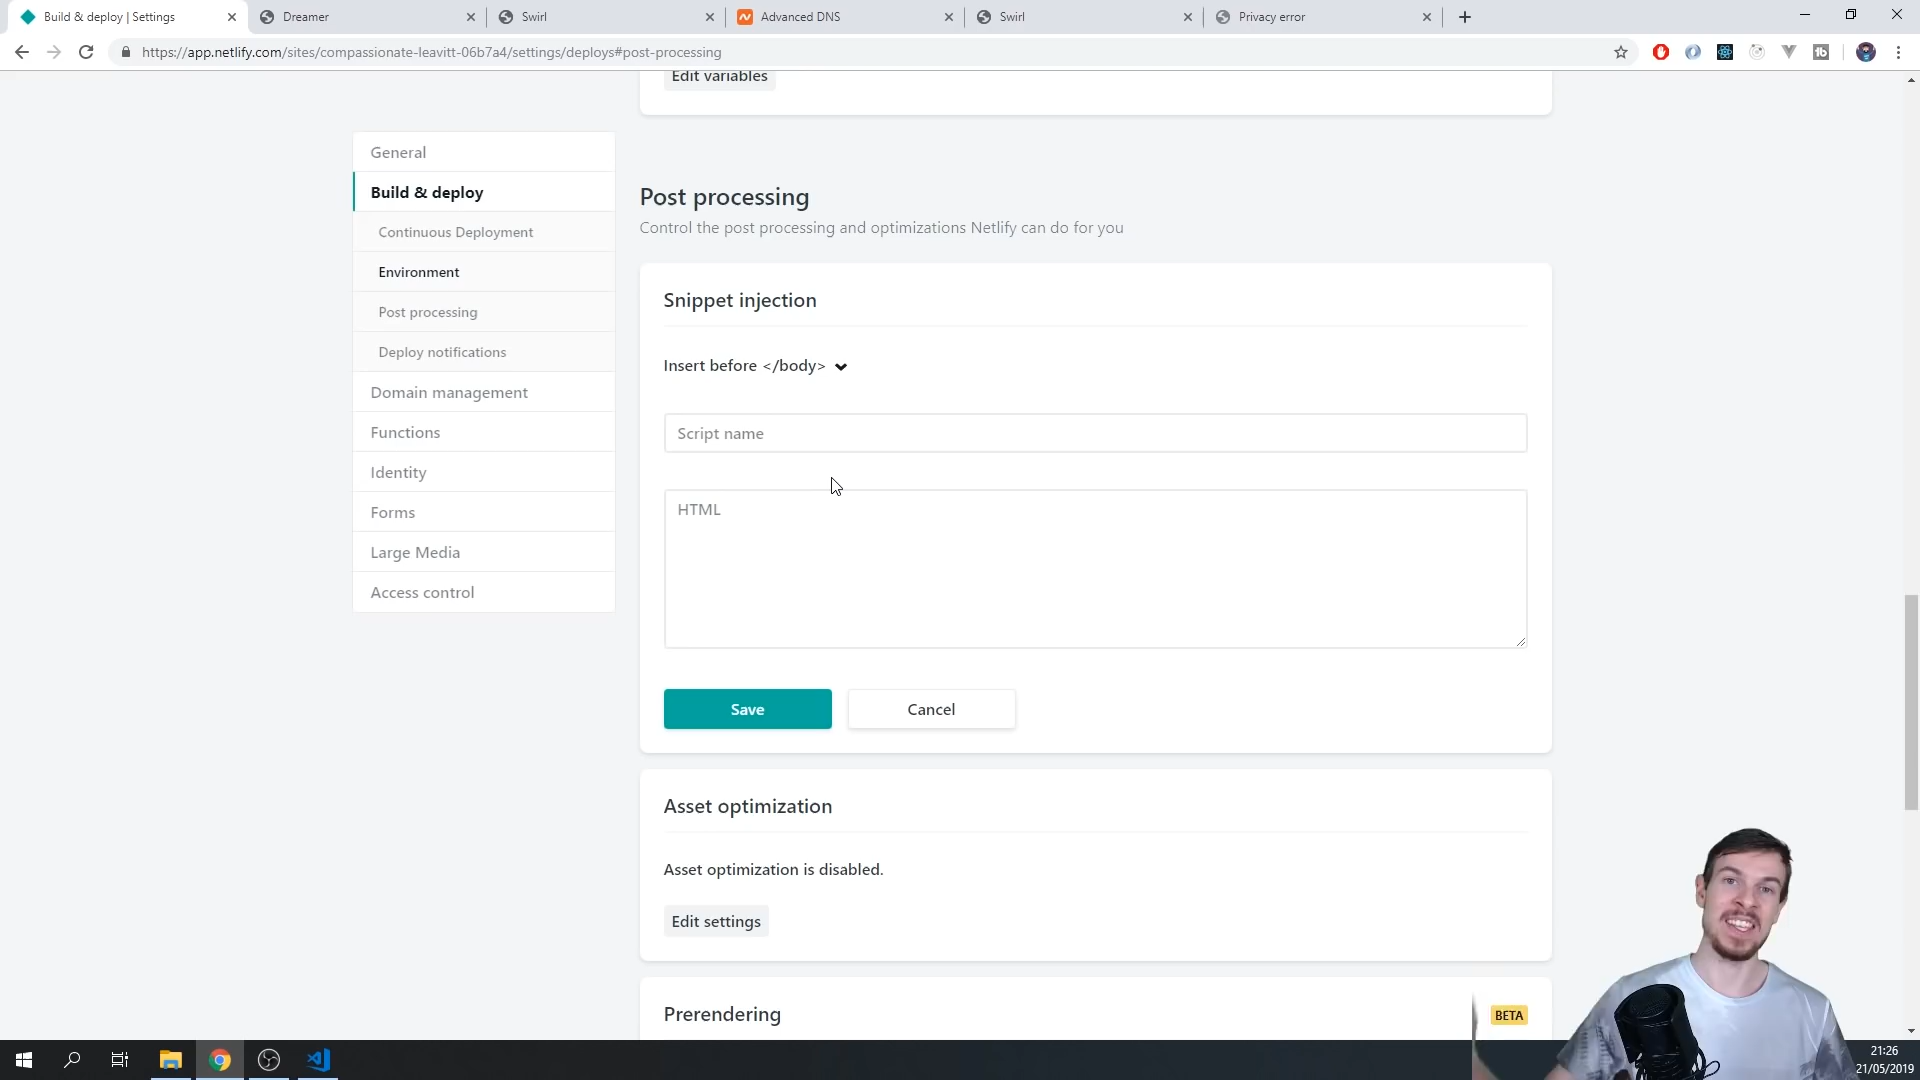 Build & deploy | Settings
Dreamer
Swirl
Advanced DNS
Swirl
Privacy error
https://app.netlify.com/sites/compassionate-leavitt-06b7a4/settings/deploys#post-processing
Edit variables
General
Build & deploy
Continuous Deployment
Environment
Post processing
Deploy notifications
Domain management
Functions
Identity
Forms
Large Media
Access control
Post processing
Control the post processing and optimizations Netlify can do for you
Snippet injection
Insert before </body>
Script name
HTML
Save
Cancel
Asset optimization
Asset optimization is disabled.
Edit settings
Prerendering
BETA
21:26
21/05/2019